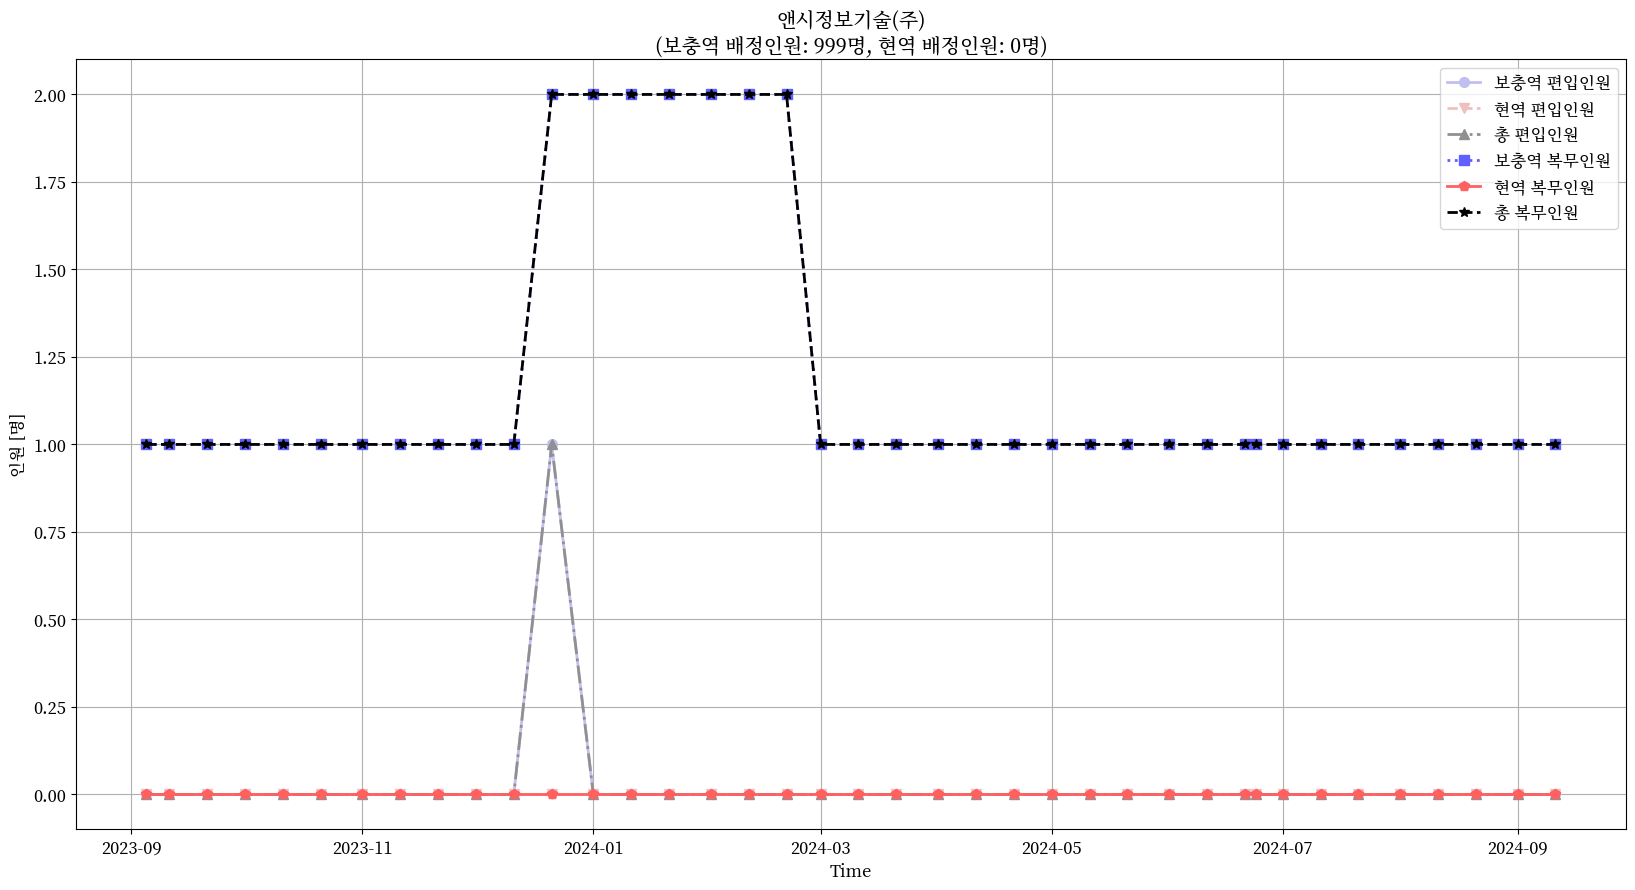 앤시정보기술(주)
(보충역 배정인원: 999명, 현역 배정인원: 0명)
보충역 편입인원
현역 편입인원
총 편입인원
보충역 복무인원
현역 복무인원
총 복무인원
인원 [명]
2.00
1.75
1.50
1.25
1.00
0.75
0.50
0.25
0.00
2023-09
2023-11
2024-01
2024-03
2024-05
2024-07
2024-09
Time